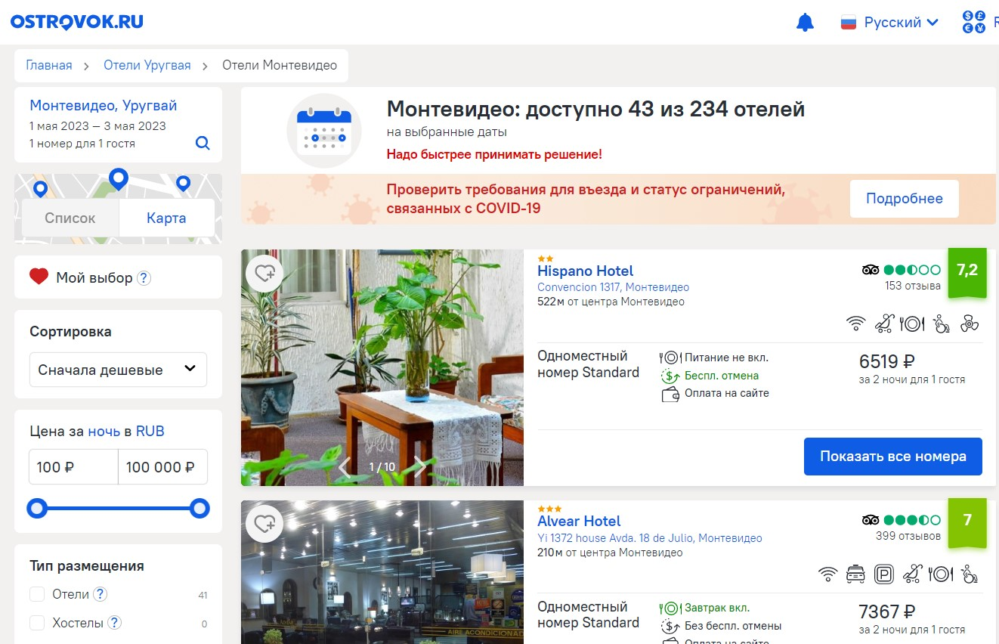 OSTROVOK.RU
Русский
Главная > Отели Уругвая > Отели Монтевидео
Монтевидео, Уругвай
1 мая 2023 – 3 мая 2023
1 номер для 1 гостя
Список
Карта
Мой выбор ?
Сортировка
Сначала дешевые
Цена за ночь в RUB
100 ₽
100 000 ₽
Тип размещения
Отели ? 41
Хостелы ? 0
Монтевидео: доступно 43 из 234 отелей
на выбранные даты
Надо быстрее принимать решение!
Проверить требования для въезда и статус ограничений,
связанных с COVID-19
Подробнее
1 / 10
Hispano Hotel
Convencion 1317, Монтевидео
522м от центра Монтевидео
153 отзыва
7,2
Одноместный
номер Standard
Питание не вкл.
Беспл. отмена
Оплата на сайте
6519 ₽
за 2 ночи для 1 гостя
Показать все номера
AIRE ACONDICIONAD
Alvear Hotel
Yi 1372 house Avda. 18 de Julio, Монтевидео
210м от центра Монтевидео
399 отзывов
7
P
Одноместный
номер Standard
Завтрак вкл.
Без беспл. отмены
Оплата на сайте
7367 ₽
за 2 ночи для 1 гостя